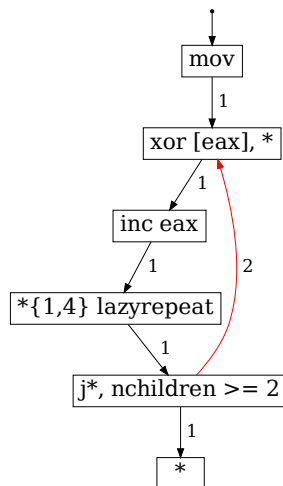 mov
1
xor [eax], *
1
inc eax
1
2
*{1,4} lazyrepeat
1
j*, nchildren >= 2
1
*